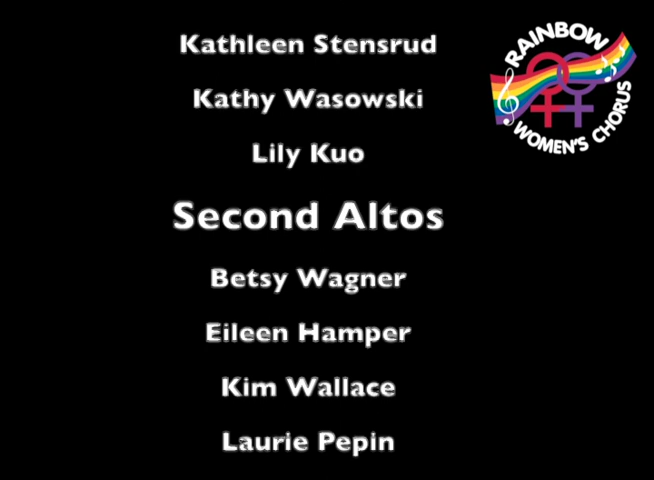 Kathleen Stensrud
Kathy Wasowski
Lily Kuo
Second Altos
Betsy Wagner
Eileen Hamper
Kim Wallace
Laurie Pepin
RAINBOW
WOMEN'S CHORUS